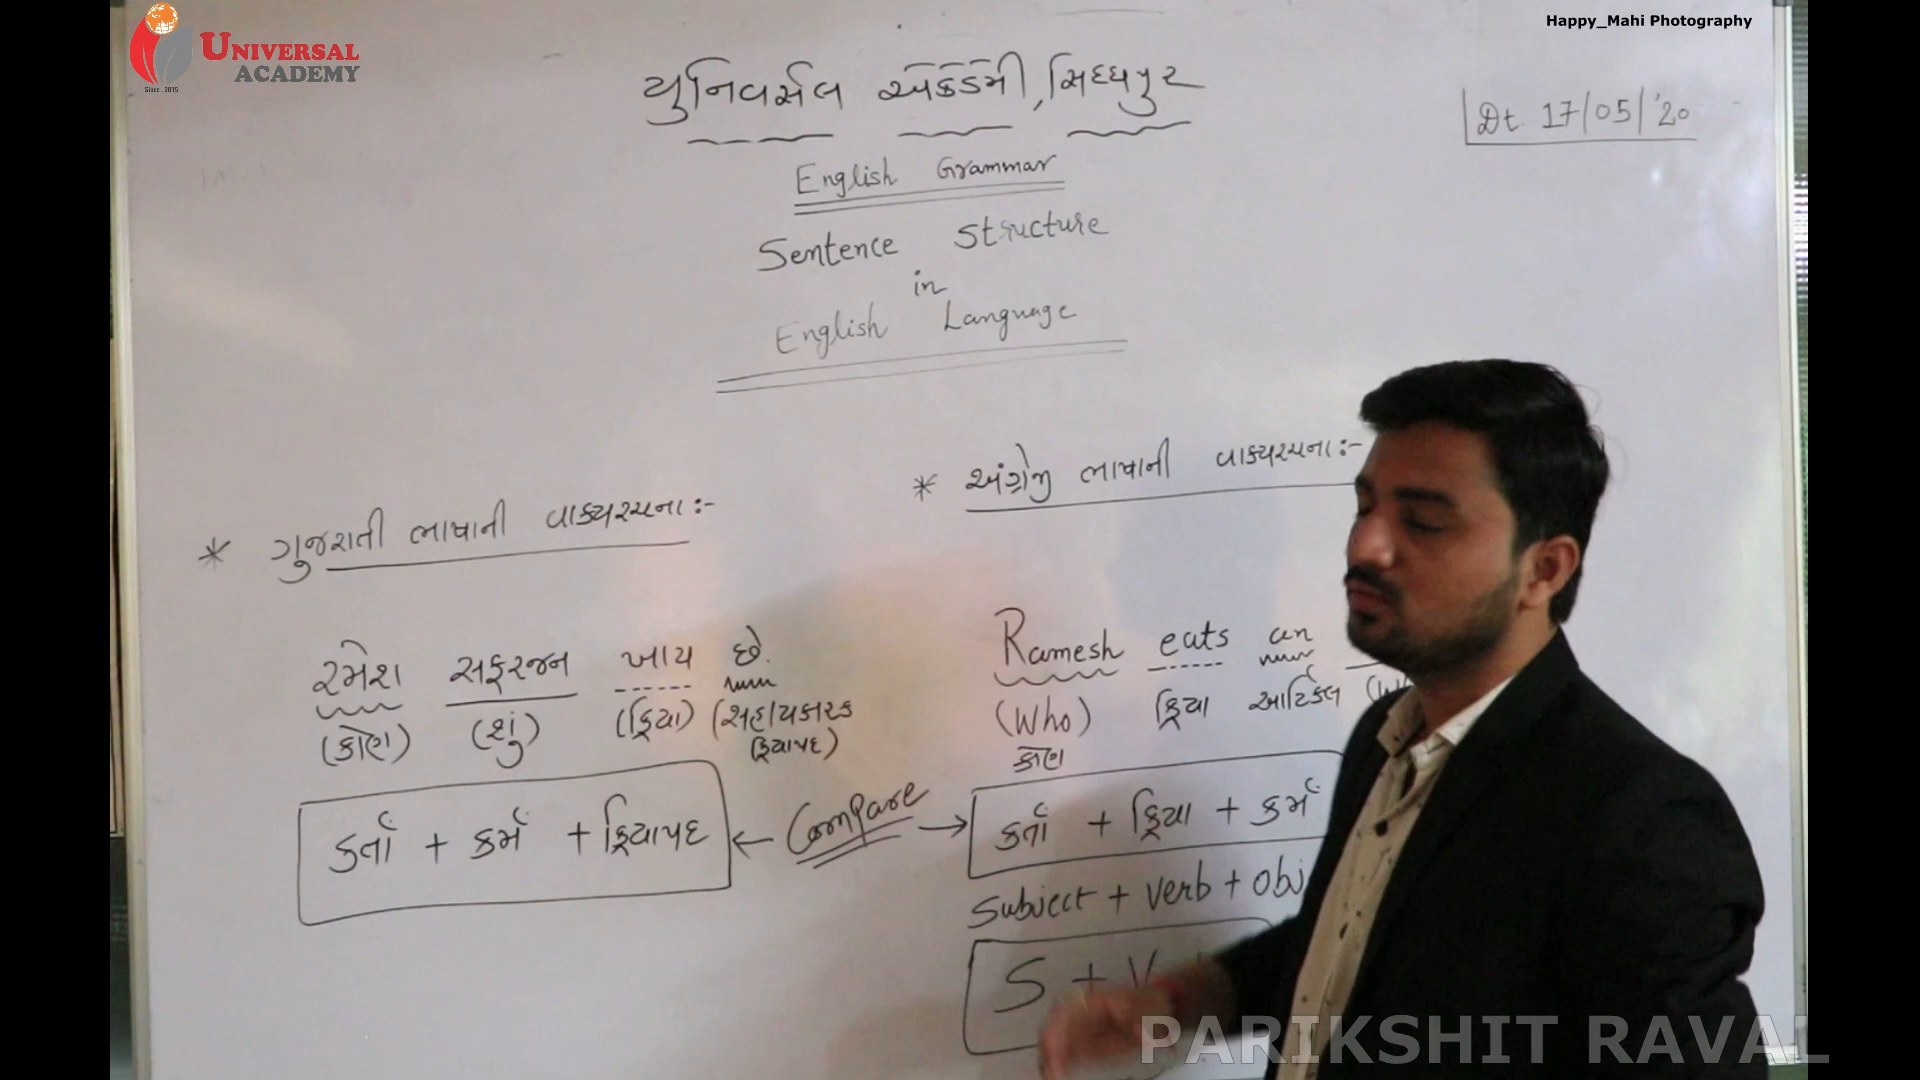 UNIVERSAL
ACADEMY
Since .2015
Happy_Mahi Photography
યુનિવર્સલ એકેડેમી, સિધ્ધપુર
Dt. 17/05/'20
English Grammar
Sentence Structure
in
English Language
* ગુજરાતી ભાષાની વાક્યરચના:-
રમેશ સફરજન ખાય છે.
(કોણ) (શું) (ક્રિયા) (સહાયકારક
ક્રિયાપદ)
કર્તા + કર્મ + ક્રિયાપદ
← Compare →
* અંગ્રેજી ભાષાની વાક્યરચના:-
Ramesh eats an
(Who) ક્રિયા આર્ટિકલ
કોણ
કર્તા + ક્રિયા + કર્મ
Subject + Verb + Obj
S + V
PARIKSHIT RAVAL